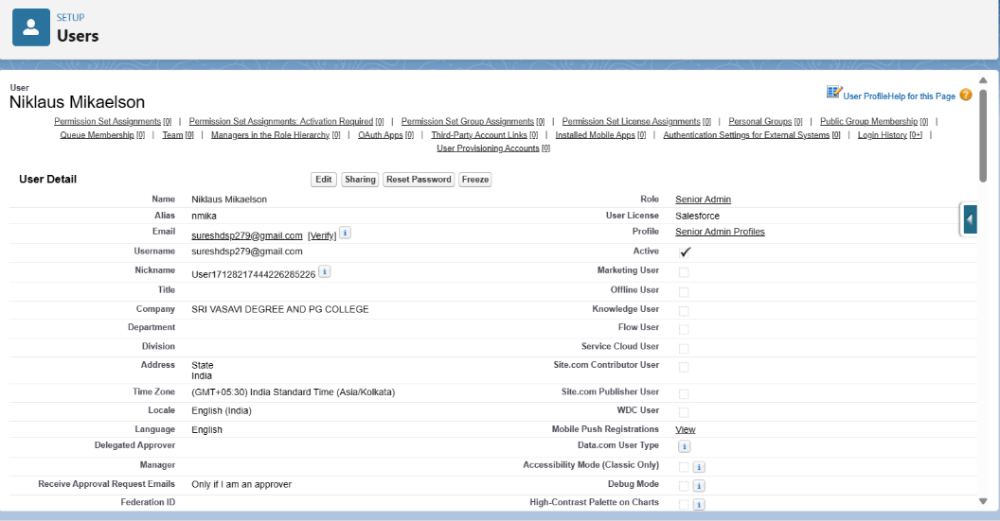 SETUP
Users
User
Niklaus Mikaelson
User Profile Help for this Page
Permission Set Assignments [0] | Permission Set Assignments: Activation Required [0] | Permission Set Group Assignments [0] | Permission Set License Assignments [0] | Personal Groups [0] | Public Group Membership [0] |
Queue Membership [0] | Team [0] | Managers in the Role Hierarchy [0] | OAuth Apps [0] | Third-Party Account Links [0] | Installed Mobile Apps [0] | Authentication Settings for External Systems [0] | Login History [0+] |
User Provisioning Accounts [0]
User Detail Edit Sharing Reset Password Freeze
Name Niklaus Mikaelson Role Senior Admin
Alias nmika User License Salesforce
Email sureshdsp279@gmail.com [Verify] Profile Senior Admin Profiles
Username sureshdsp279@gmail.com Active
Nickname User17128217444226285226 Marketing User
Title Offline User
Company SRI VASAVI DEGREE AND PG COLLEGE Knowledge User
Department Flow User
Division Service Cloud User
Address State Site.com Contributor User
India
Time Zone (GMT+05:30) India Standard Time (Asia/Kolkata) Site.com Publisher User
Locale English (India) WDC User
Language English Mobile Push Registrations View
Delegated Approver Data.com User Type
Manager Accessibility Mode (Classic Only)
Receive Approval Request Emails Only if I am an approver Debug Mode
Federation ID High-Contrast Palette on Charts